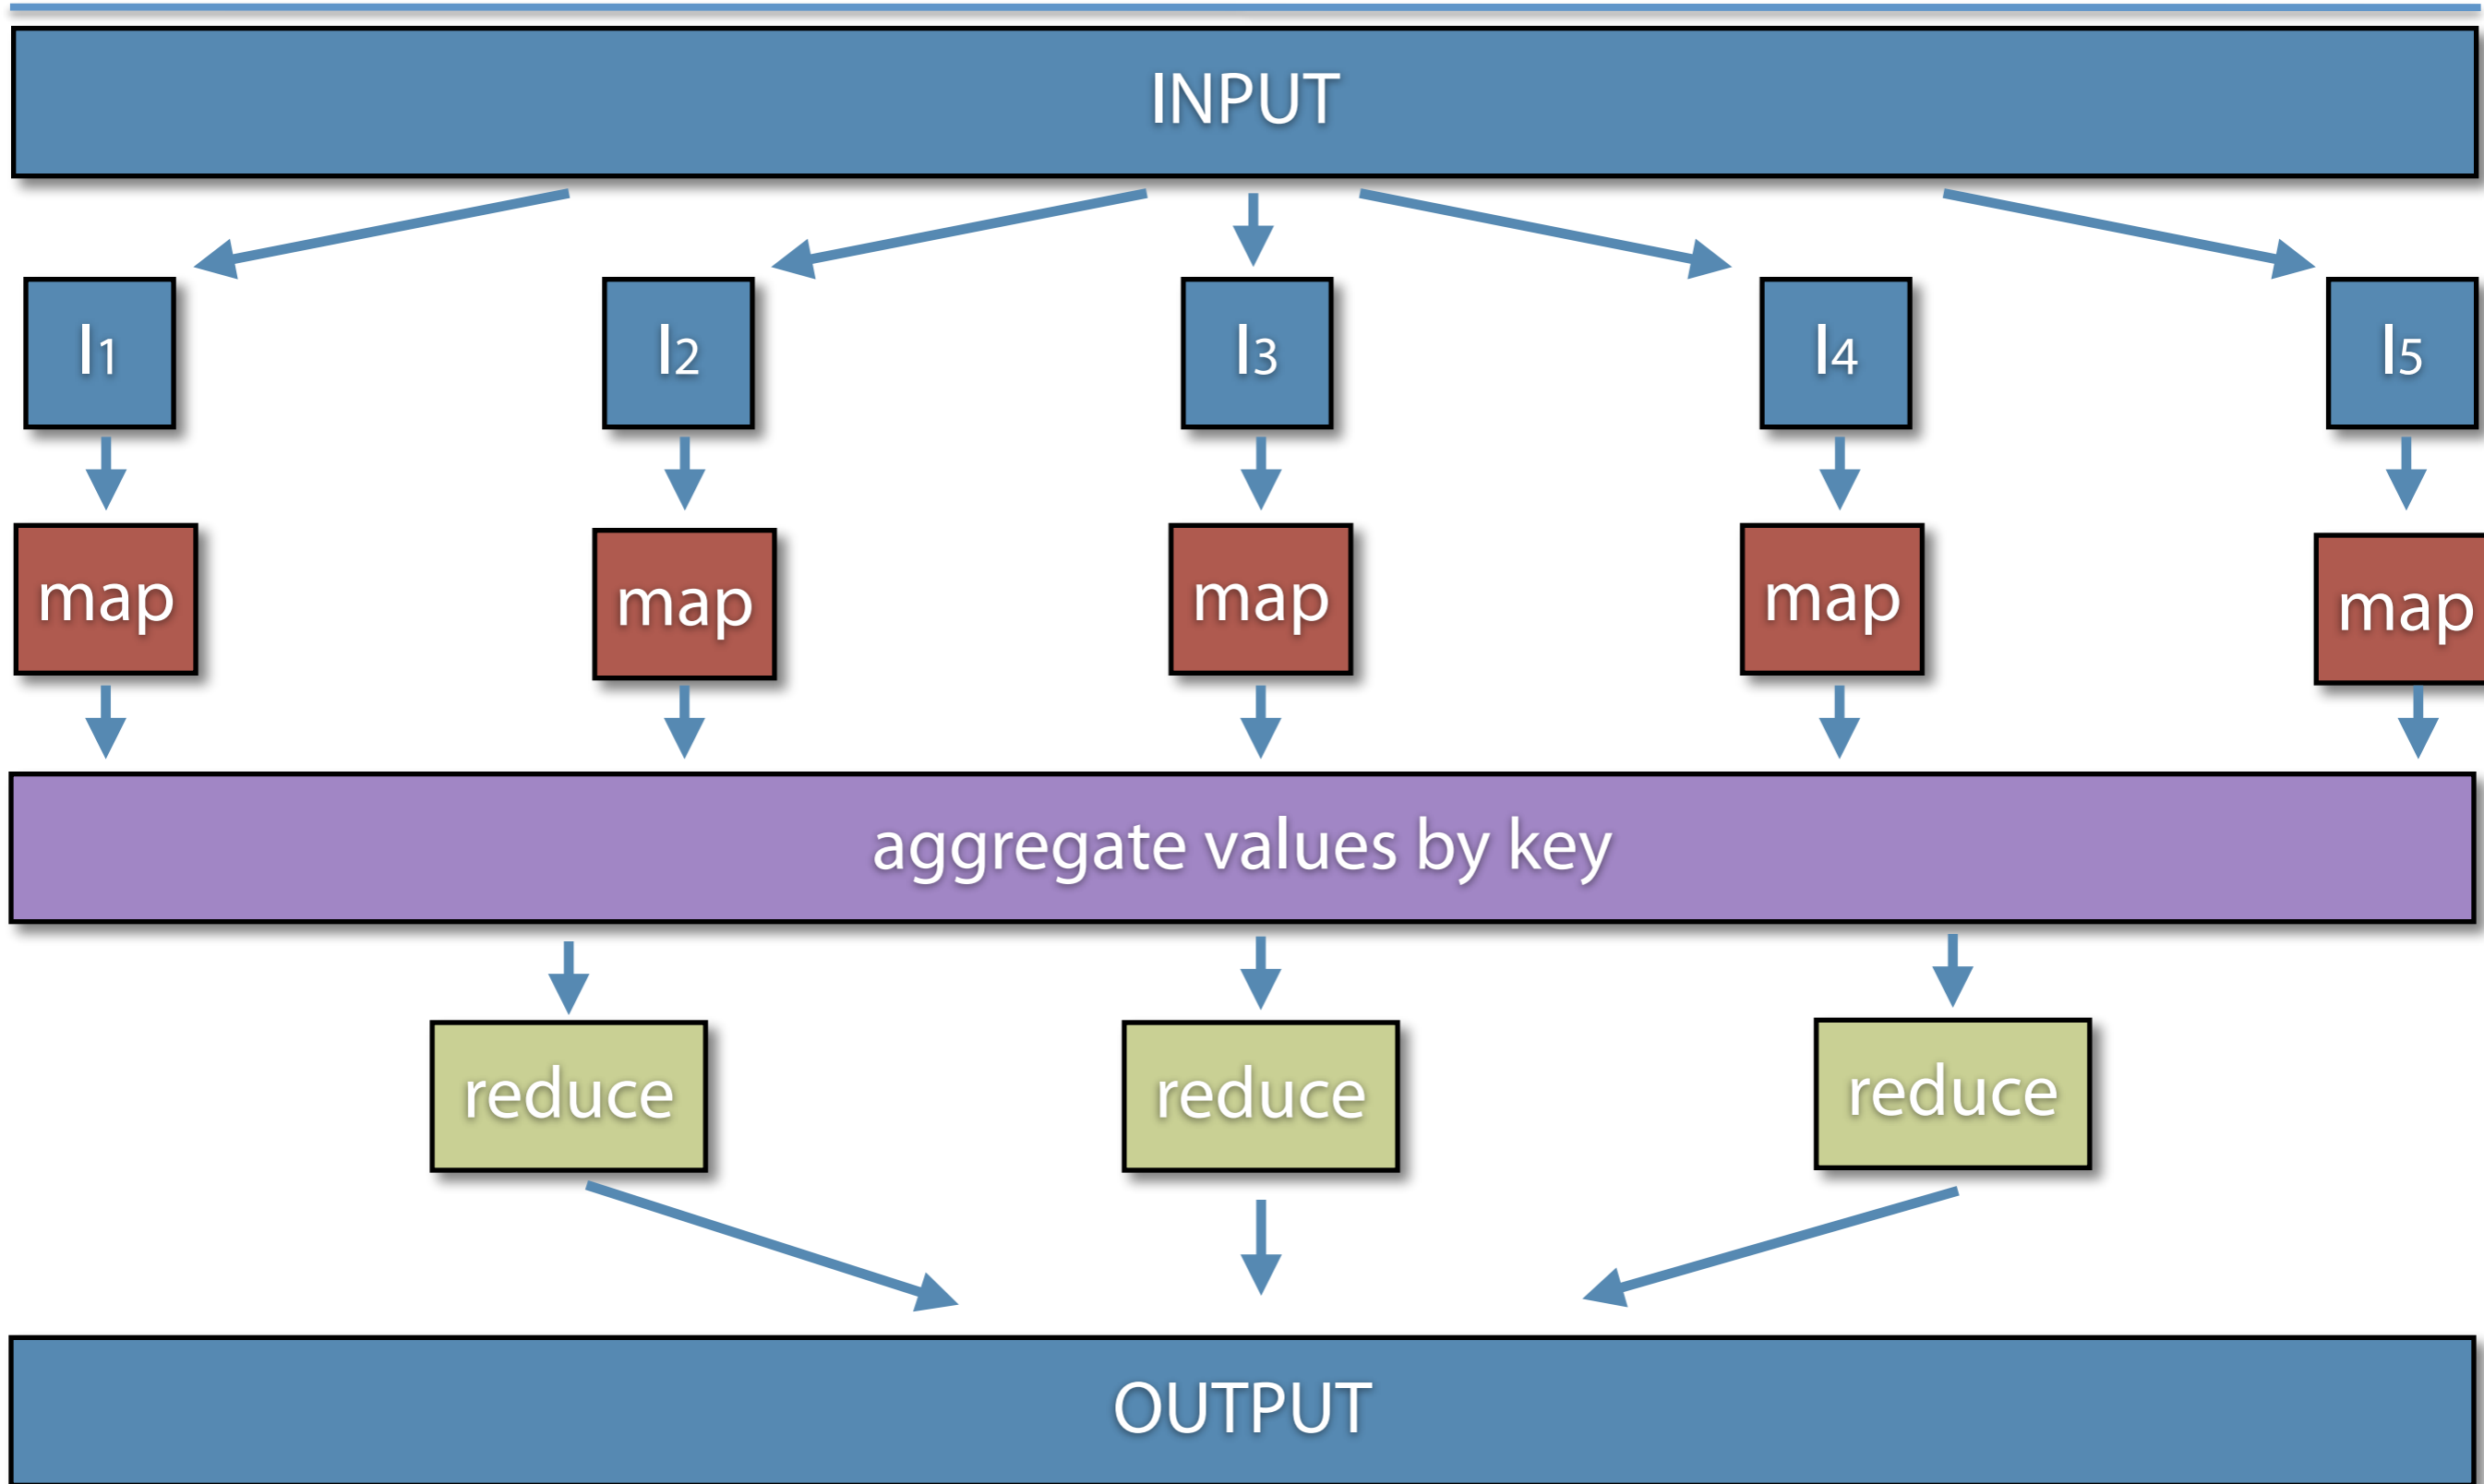 INPUT
I1
I2
I3
I4
I5
map
map
map
map
map
aggregate values by key
reduce
reduce
reduce
OUTPUT